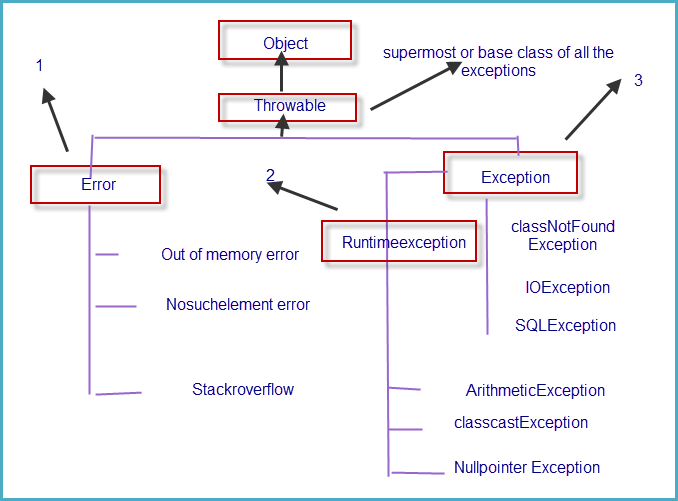 Object
supermost or base class of all the
exceptions
1
Throwable
3
Error
2
Exception
Runtimeexception
classNotFound
Exception
Out of memory error
IOException
Nosuchelement error
SQLException
Stackroverflow
ArithmeticException
classcastException
Nullpointer Exception